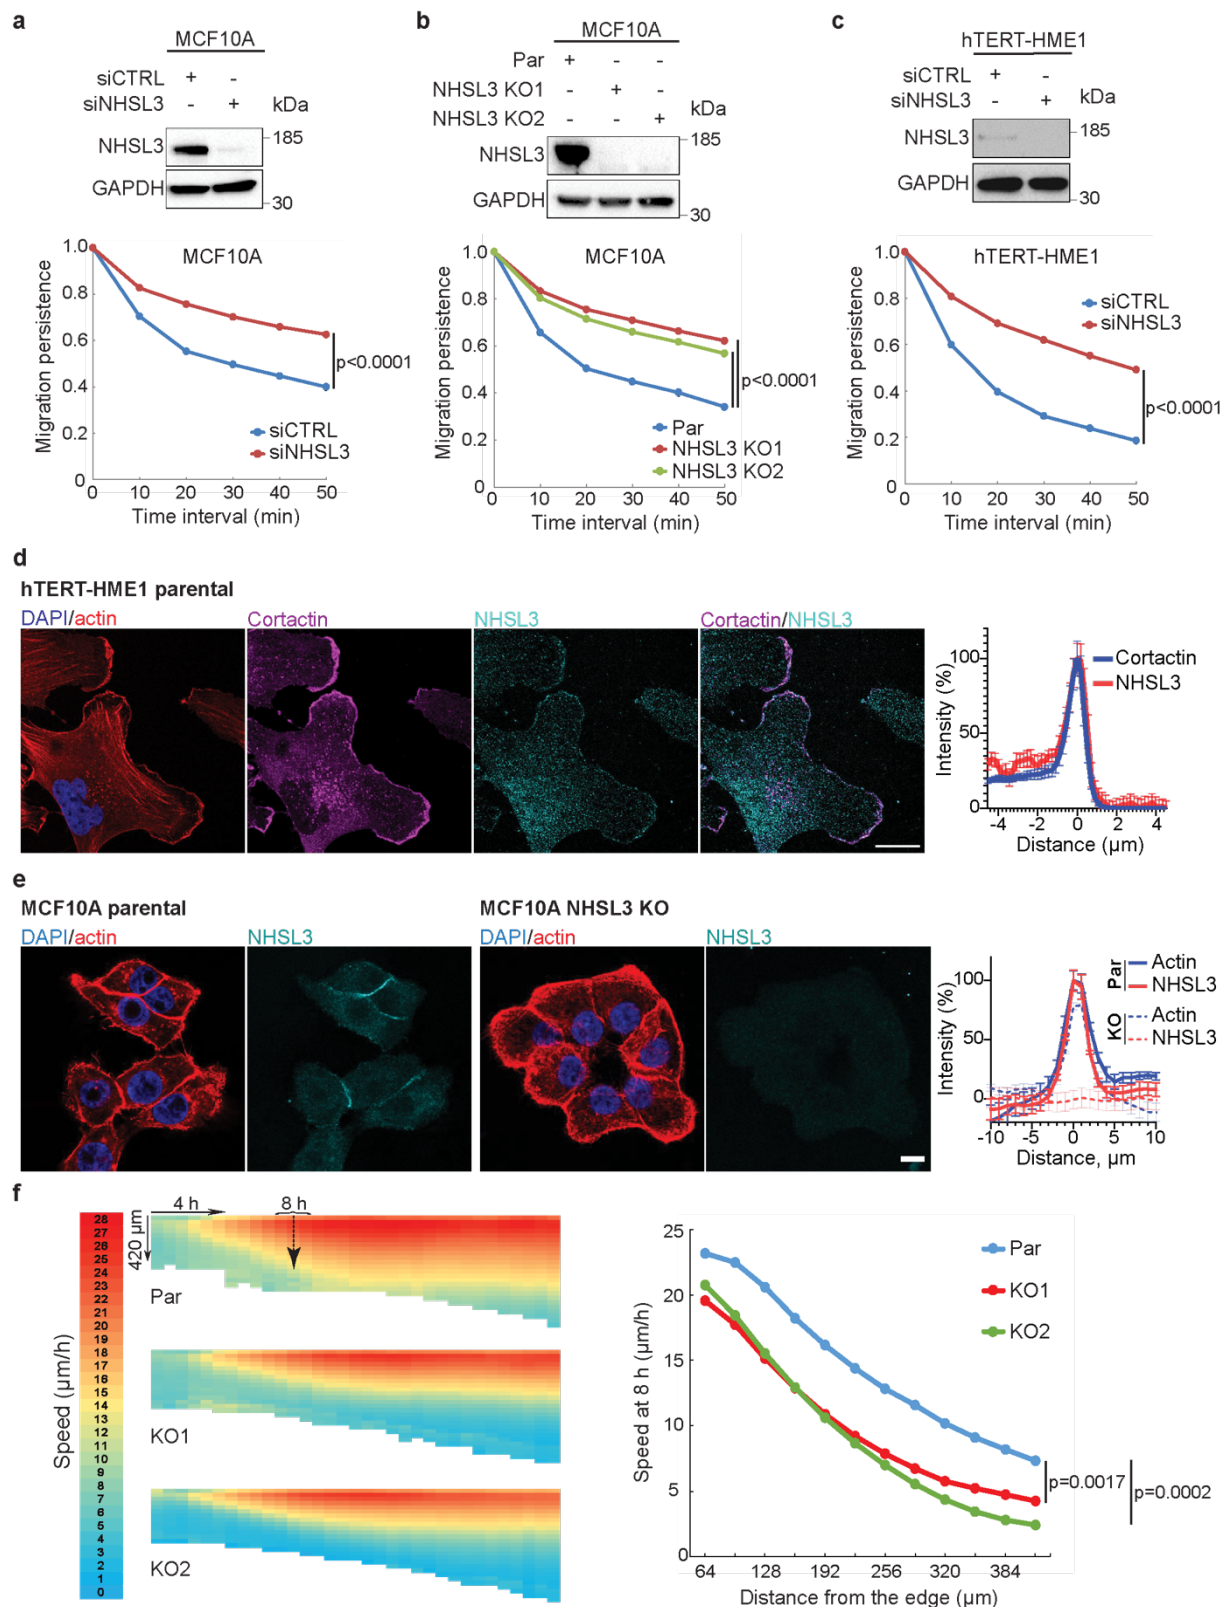 a
MCF10A
siCTRL + -
siNHSL3 - + kDa
NHSL3 185
GAPDH 30
MCF10A
Migration persistence
1.0
0.8
0.6
0.4
0.2
0
p<0.0001
siCTRL
siNHSL3
0 10 20 30 40 50
Time interval (min)
b
MCF10A
Par + - -
NHSL3 KO1 - + -
NHSL3 KO2 - - + kDa
NHSL3 185
GAPDH 30
MCF10A
Migration persistence
1.0
0.8
0.6
0.4
0.2
0
p<0.0001
Par
NHSL3 KO1
NHSL3 KO2
0 10 20 30 40 50
Time interval (min)
c
hTERT-HME1
siCTRL + -
siNHSL3 - + kDa
NHSL3 185
GAPDH 30
hTERT-HME1
Migration persistence
1.0
0.8
0.6
0.4
0.2
0
siCTRL
siNHSL3
p<0.0001
0 10 20 30 40 50
Time interval (min)
d
hTERT-HME1 parental
DAPI/actin
Cortactin
NHSL3
Cortactin/NHSL3
Intensity (%)
100
50
0
Cortactin
NHSL3
-4 -2 0 2 4
Distance (µm)
e
MCF10A parental
MCF10A NHSL3 KO
DAPI/actin
NHSL3
DAPI/actin
NHSL3
Intensity (%)
100
50
0
Par
Actin
NHSL3
KO
Actin
NHSL3
-10 -5 0 5 10
Distance, µm
f
Speed (µm/h)
28
27
26
25
24
23
22
21
20
19
18
17
16
15
14
13
12
11
10
9
8
7
6
5
4
3
2
1
0
4 h
8 h
420 µm
Par
KO1
KO2
Speed at 8 h (µm/h)
25
20
15
10
5
0
Par
KO1
KO2
p=0.0017
p=0.0002
64 128 192 256 320 384
Distance from the edge (µm)